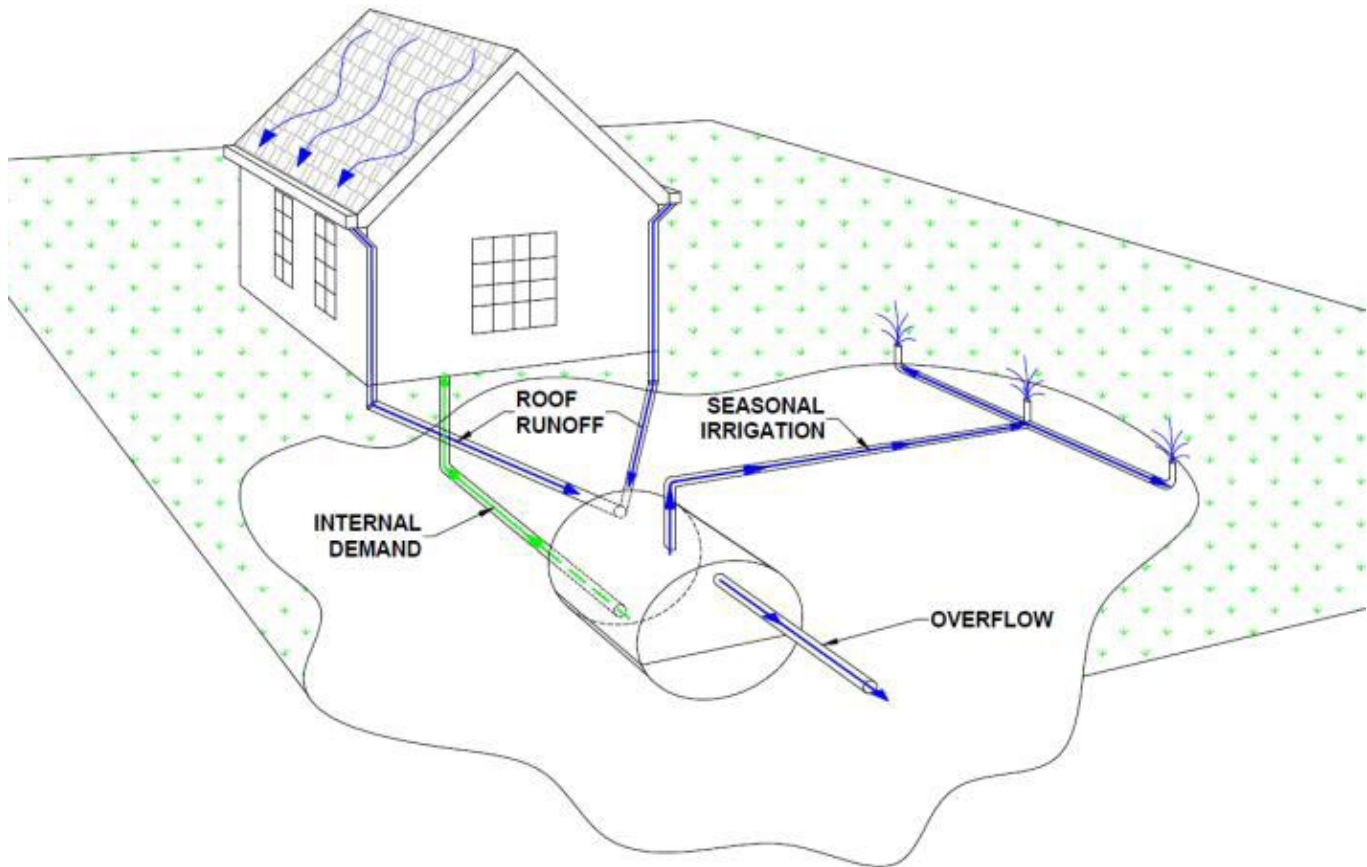 ROOF
RUNOFF
SEASONAL
IRRIGATION
INTERNAL
DEMAND
OVERFLOW